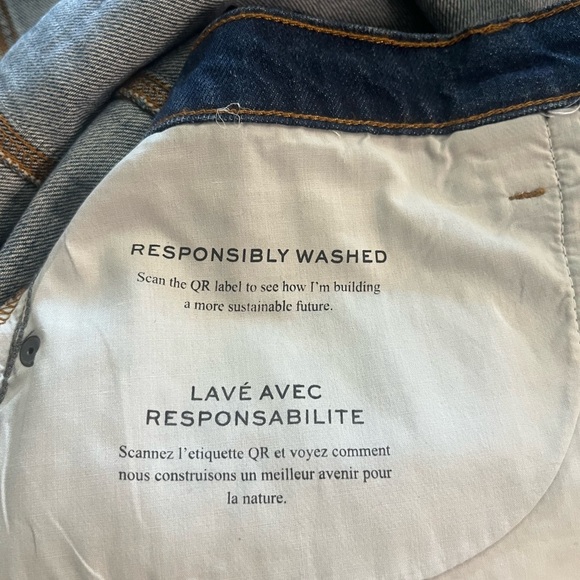 RESPONSIBLY WASHED
Scan the QR label to see how I'm building
a more sustainable future.
LAVÉ AVEC
RESPONSABILITE
Scannez l'etiquette QR et voyez comment
nous construisons un meilleur avenir pour
la nature.